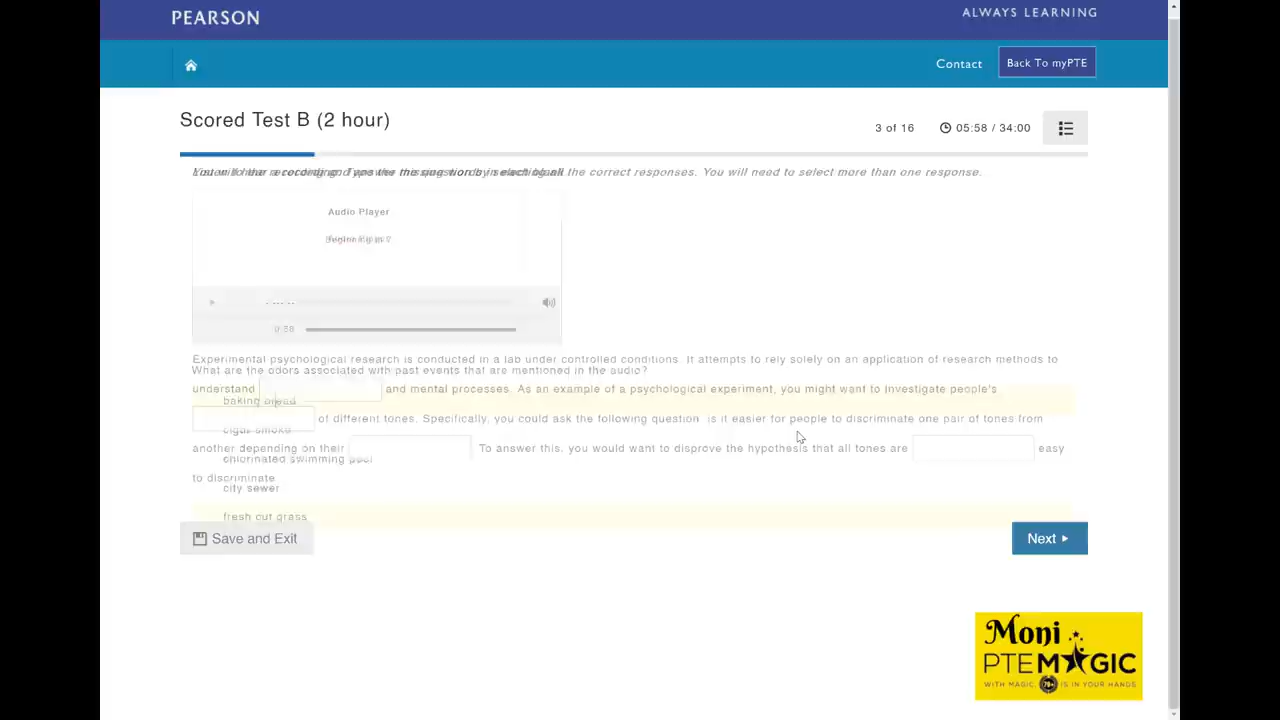 PEARSON
ALWAYS LEARNING
Contact
Back To myPTE
Scored Test B (2 hour)
3 of 16
05:58 / 34:00
the correct responses. You will need to select more than one response.
Audio Player
0:58
Experimental psychological research is conducted in a lab under controlled conditions. It attempts to rely solely on an application of research methods to
What are the odors associated with past events that are mentioned in the audio?
understand and mental processes. As an example of a psychological experiment, you might want to investigate people's
baking bread
of different tones. Specifically, you could ask the following question is it easier for people to discriminate one pair of tones from
cigar smoke
another depending on their To answer this, you would want to disprove the hypothesis that all tones are easy
chlorinated swimming pool
to discriminate
city sewer
fresh cut grass
Save and Exit
Next
Moni
PTEMAGIC
WITH MAGIC, 79+ IS IN YOUR HANDS